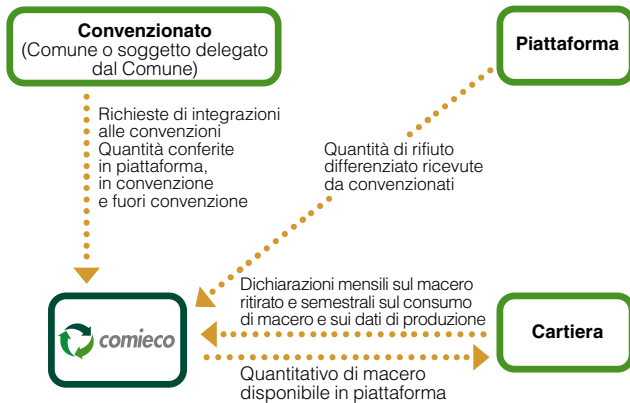 Convenzionato
(Comune o soggetto delegato
dal Comune)
Piattaforma
Richieste di integrazioni
alle convenzioni
Quantità conferite
in piattaforma,
in convenzione
e fuori convenzione
Quantità di rifiuto
differenziato ricevute
da convenzionati
Dichiarazioni mensili sul macero
ritirato e semestrali sul consumo
di macero e sui dati di produzione
comieco
Cartiera
Quantitativo di macero
disponibile in piattaforma